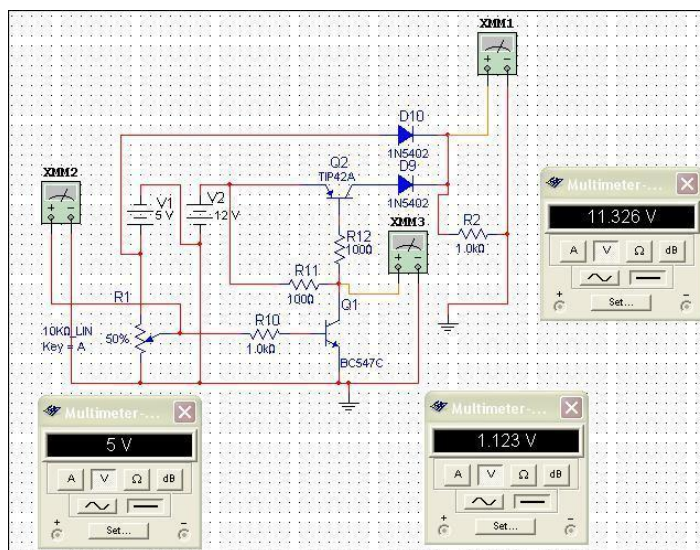 XMM1
D10
1N5402
Q2
TIP42A
D9
1N5402
XMM2
V1
5 V
V2
12 V
XMM3
R12
100Ω
R2
1.0kΩ
R11
100Ω
R1
10KΩ_LIN
Key = A
50%
R10
1.0kΩ
Q1
BC547C
Multimeter-...
11.326 V
A V Ω dB
Set...
+ -
Multimeter-...
5 V
A V Ω dB
Set...
+ -
Multimeter-...
1.123 V
A V Ω dB
Set...
+ -